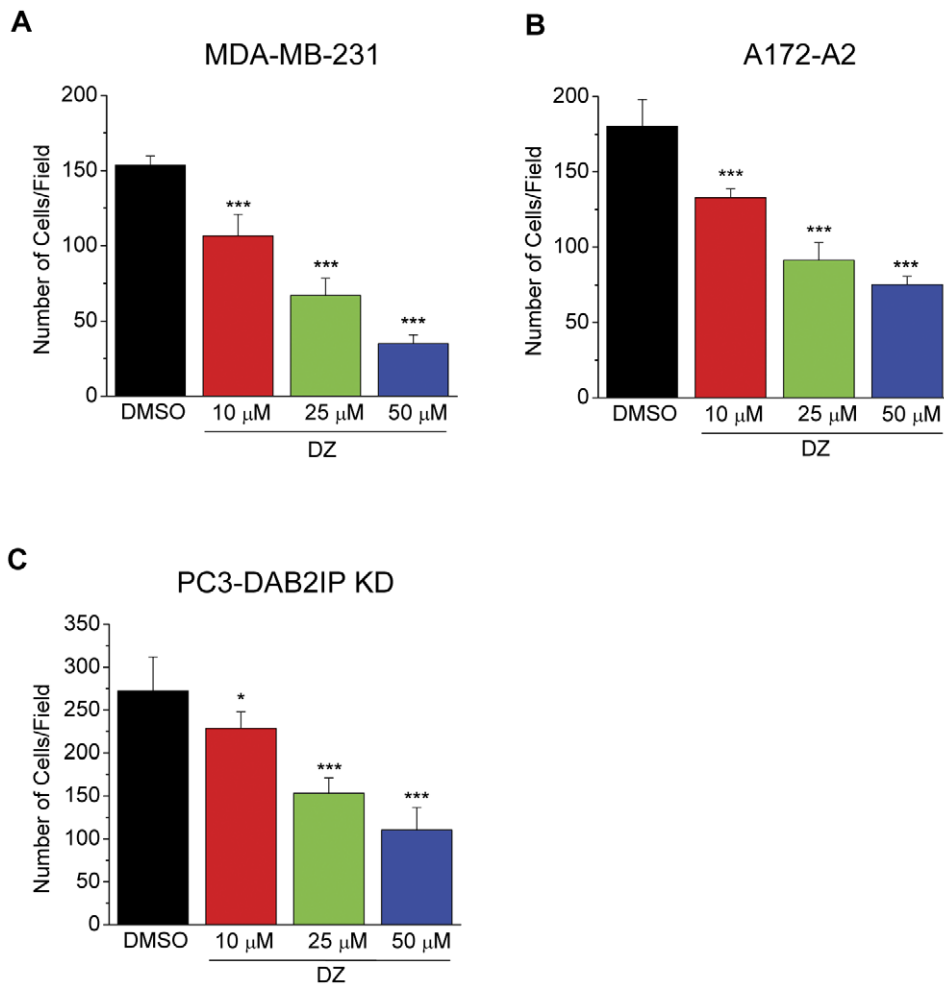 A
MDA-MB-231
Number of Cells/Field
200
150
100
50
0
***
***
***
DMSO
10 μM
25 μM
50 μM
DZ
B
A172-A2
Number of Cells/Field
200
150
100
50
0
***
***
***
DMSO
10 μM
25 μM
50 μM
DZ
C
PC3-DAB2IP KD
Number of Cells/Field
350
300
250
200
150
100
50
0
*
***
***
DMSO
10 μM
25 μM
50 μM
DZ